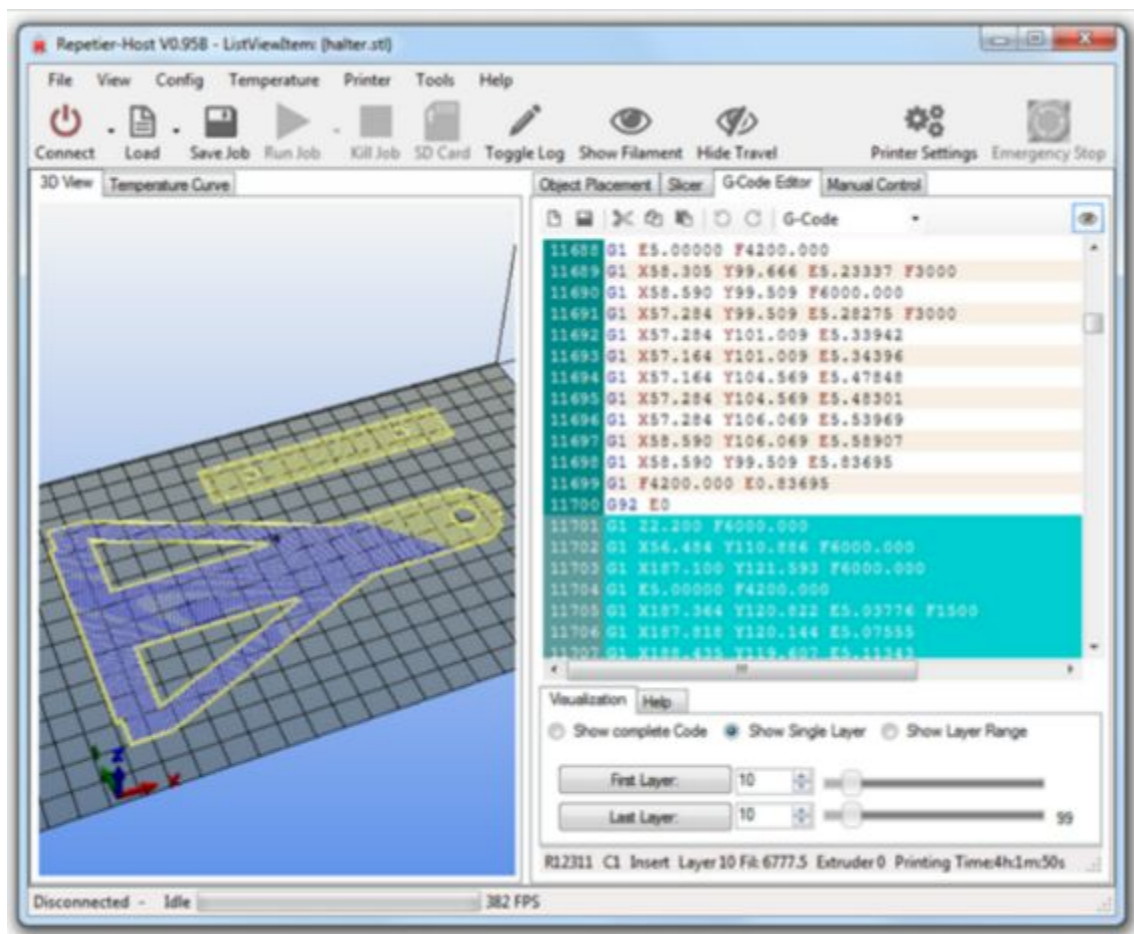 Repetier-Host V0.95B - ListViewItem: {halter.stl}
File View Config Temperature Printer Tools Help
Connect Load Save Job Run Job Kill Job SD Card Toggle Log Show Filament Hide Travel Printer Settings Emergency Stop
3D View Temperature Curve
Object Placement Slicer G-Code Editor Manual Control
G-Code
11688 G1 E5.00000 F4200.000
11689 G1 X58.305 Y99.666 E5.23337 F3000
11690 G1 X58.590 Y99.509 F6000.000
11691 G1 X57.284 Y99.509 E5.28275 F3000
11692 G1 X57.284 Y101.009 E5.33942
11693 G1 X57.164 Y101.009 E5.34396
11694 G1 X57.164 Y104.569 E5.47848
11695 G1 X57.284 Y104.569 E5.48301
11696 G1 X57.284 Y106.069 E5.53969
11697 G1 X58.590 Y106.069 E5.58907
11698 G1 X58.590 Y99.509 E5.83695
11699 G1 F4200.000 E0.83695
11700 G92 E0
11701 G1 Z2.200 F6000.000
11702 G1 X56.484 Y110.886 F6000.000
11703 G1 X187.100 Y121.593 F6000.000
11704 G1 E5.00000 F4200.000
11705 G1 X187.364 Y120.822 E5.03776 F1500
11706 G1 X187.818 Y120.144 E5.07555
11707 G1 X188.435 Y119.607 E5.11343
Visualization Help
Show complete Code Show Single Layer Show Layer Range
First Layer: 10
Last Layer: 10 99
R12311 C1 Insert Layer 10 Fil: 6777.5 Extruder 0 Printing Time:4h:1m:50s
Z
X
Disconnected - Idle 382 FPS